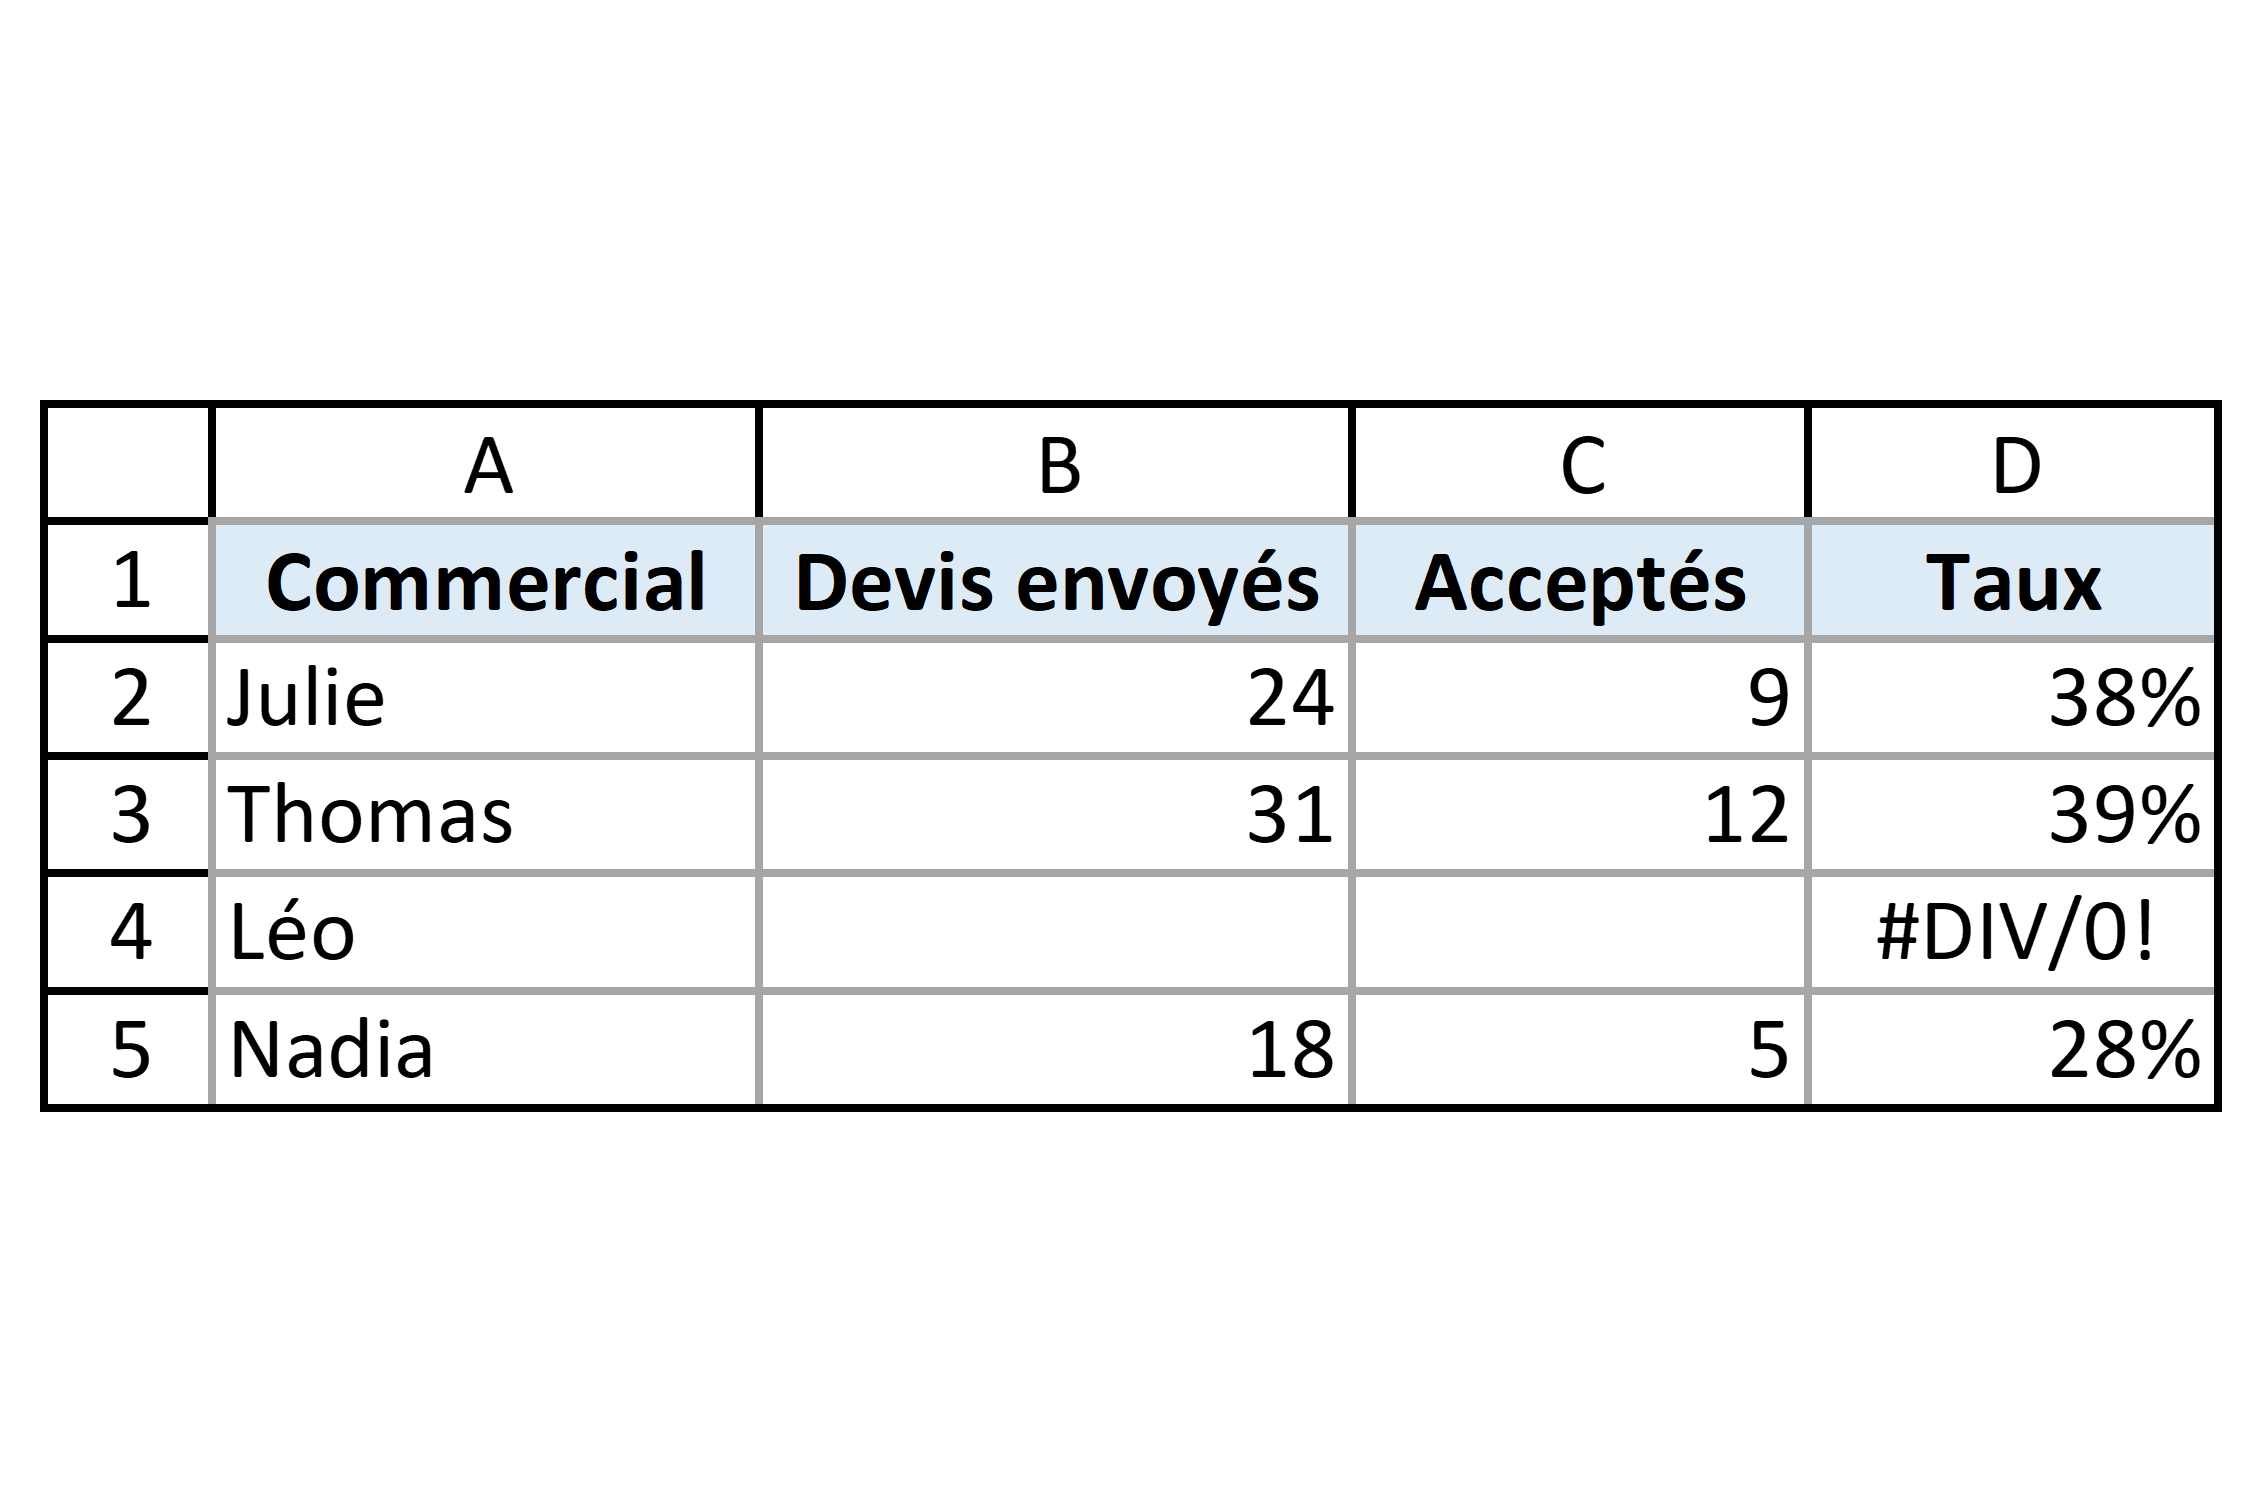 A B C D
1 Commercial Devis envoyés Acceptés Taux
2 Julie 24 9 38%
3 Thomas 31 12 39%
4 Léo #DIV/0!
5 Nadia 18 5 28%